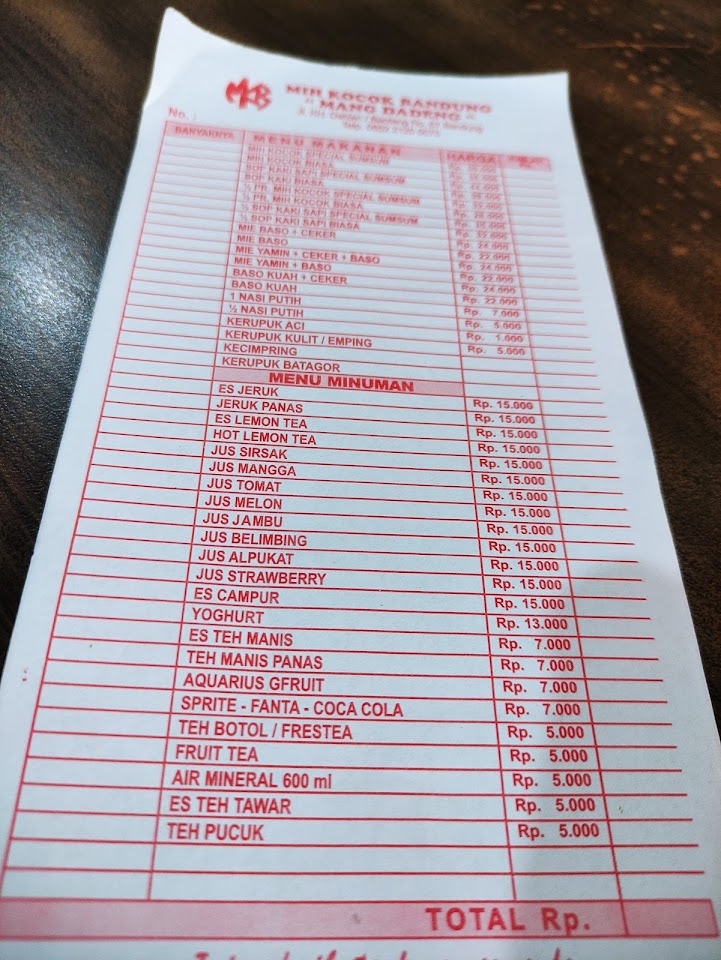 MKB
MIH KOCOK BANDUNG
" MANG DADENG "
No. :
BANYAKNYA MENU MAKANAN HARGA
MIH KOCOK SPECIAL SUMSUM
MIH KOCOK BIASA
SOP KAKI SAPI SPECIAL SUMSUM
SOP KAKI BIASA
½ PR. MIH KOCOK SPECIAL SUMSUM
½ PR. MIH KOCOK BIASA
½ SOP KAKI SAPI SPECIAL SUMSUM
½ SOP KAKI SAPI BIASA
MIE BASO + CEKER Rp. 24.000
MIE BASO Rp. 22.000
MIE YAMIN + CEKER + BASO Rp. 24.000
MIE YAMIN + BASO Rp. 22.000
BASO KUAH + CEKER Rp. 24.000
BASO KUAH Rp. 22.000
1 NASI PUTIH Rp. 7.000
½ NASI PUTIH Rp. 5.000
KERUPUK ACI Rp. 1.000
KERUPUK KULIT / EMPING Rp. 5.000
KECIMPRING
KERUPUK BATAGOR
MENU MINUMAN
ES JERUK Rp. 15.000
JERUK PANAS Rp. 15.000
ES LEMON TEA Rp. 15.000
HOT LEMON TEA Rp. 15.000
JUS SIRSAK Rp. 15.000
JUS MANGGA Rp. 15.000
JUS TOMAT Rp. 15.000
JUS MELON Rp. 15.000
JUS JAMBU Rp. 15.000
JUS BELIMBING Rp. 15.000
JUS ALPUKAT Rp. 15.000
JUS STRAWBERRY Rp. 15.000
ES CAMPUR Rp. 15.000
YOGHURT Rp. 13.000
ES TEH MANIS Rp. 7.000
TEH MANIS PANAS Rp. 7.000
AQUARIUS GFRUIT Rp. 7.000
SPRITE - FANTA - COCA COLA Rp. 7.000
TEH BOTOL / FRESTEA Rp. 5.000
FRUIT TEA Rp. 5.000
AIR MINERAL 600 ml Rp. 5.000
ES TEH TAWAR Rp. 5.000
TEH PUCUK Rp. 5.000
TOTAL Rp.